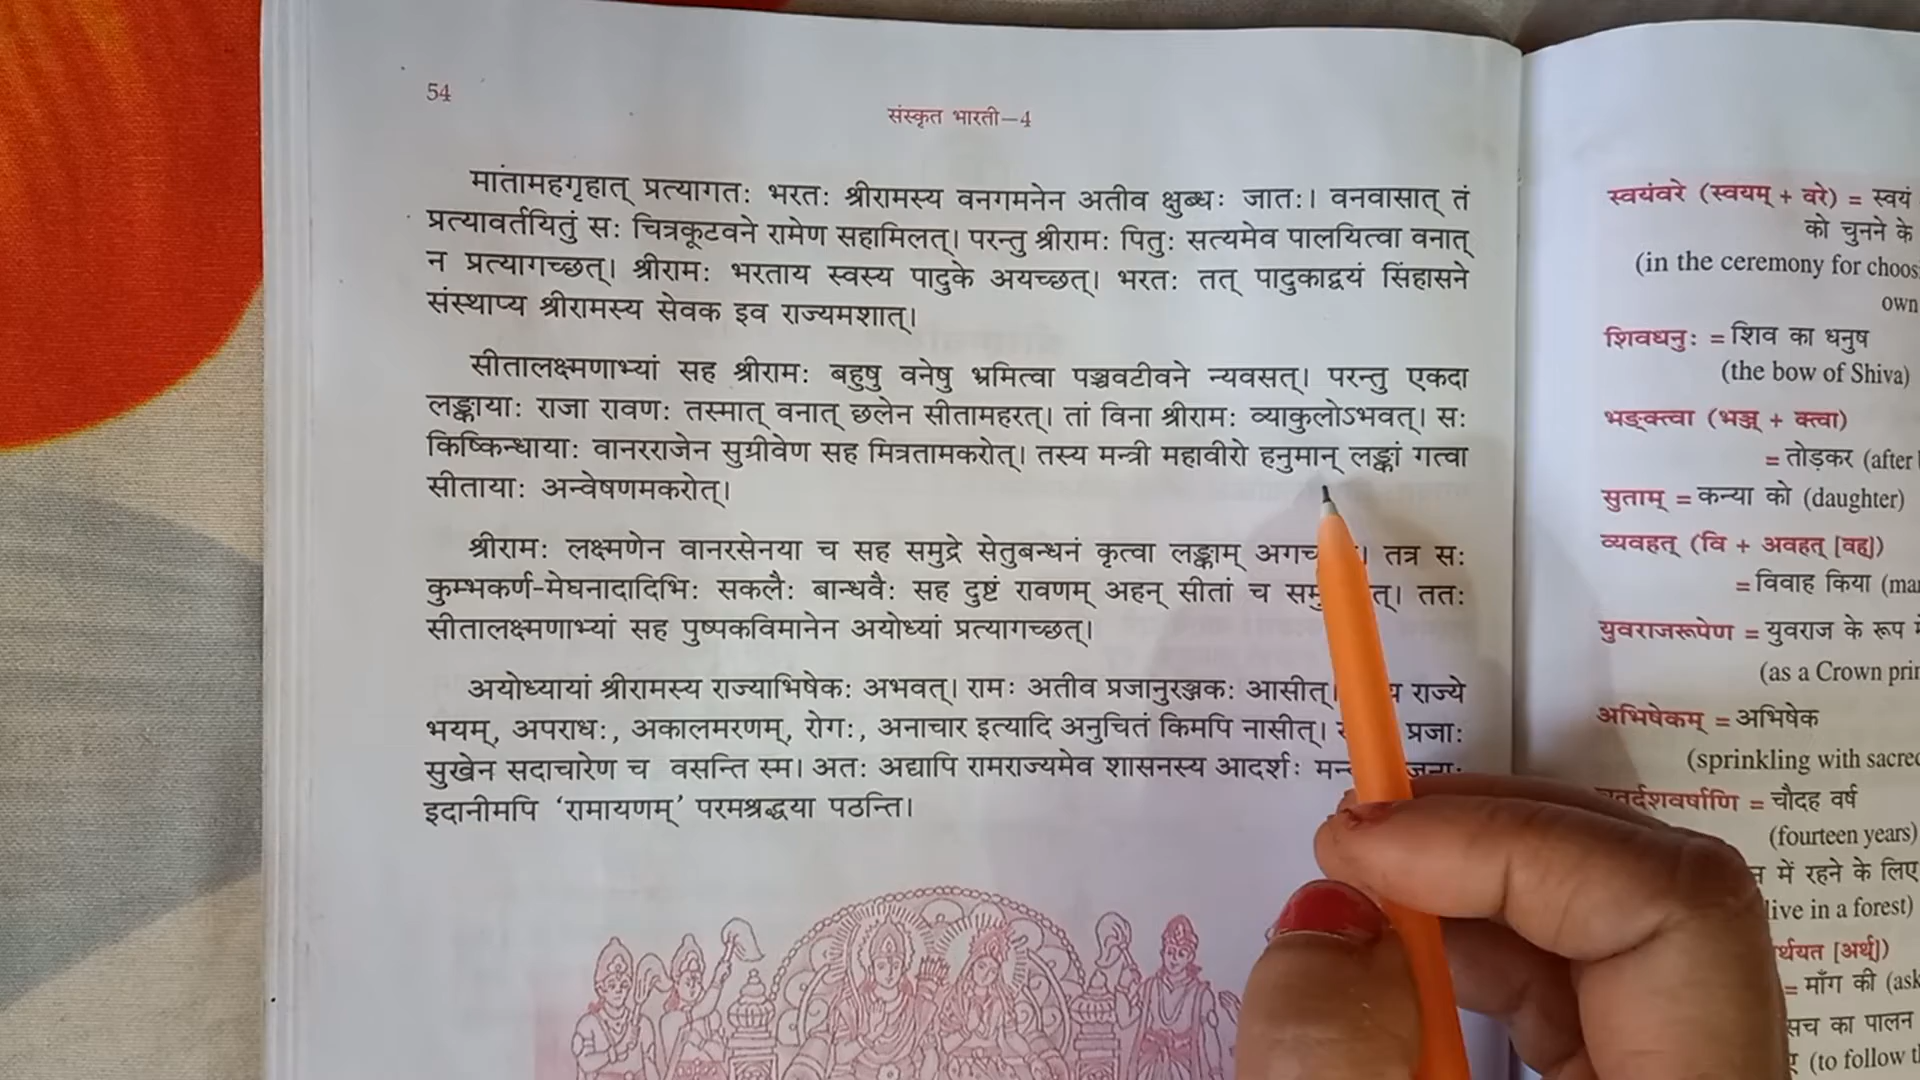 54
संस्कृत भारती—4
मांतामहगृहात् प्रत्यागतः भरतः श्रीरामस्य वनगमनेन अतीव क्षुब्धः जातः। वनवासात् तं
प्रत्यावर्तयितुं सः चित्रकूटवने रामेण सहामिलत्। परन्तु श्रीरामः पितुः सत्यमेव पालयित्वा वनात्
न प्रत्यागच्छत्। श्रीरामः भरताय स्वस्य पादुके अयच्छत्। भरतः तत् पादुकाद्वयं सिंहासने
संस्थाप्य श्रीरामस्य सेवक इव राज्यमशात्।
सीतालक्ष्मणाभ्यां सह श्रीरामः बहुषु वनेषु भ्रमित्वा पञ्चवटीवने न्यवसत्। परन्तु एकदा
लङ्कायाः राजा रावणः तस्मात् वनात् छलेन सीतामहरत्। तां विना श्रीरामः व्याकुलोऽभवत्। सः
किष्किन्धायाः वानरराजेन सुग्रीवेण सह मित्रतामकरोत्। तस्य मन्त्री महावीरो हनुमान् लङ्कां गत्वा
सीतायाः अन्वेषणमकरोत्।
श्रीरामः लक्ष्मणेन वानरसेनया च सह समुद्रे सेतुबन्धनं कृत्वा लङ्काम् तत्र सः
कुम्भकर्ण-मेघनादादिभिः सकलैः बान्धवैः सह दुष्टं रावणम् अहन् सीतां च ततः
सीतालक्ष्मणाभ्यां सह पुष्पकविमानेन अयोध्यां प्रत्यागच्छत्।
अयोध्यायां श्रीरामस्य राज्याभिषेकः अभवत्। रामः अतीव प्रजानुरञ्जकः आसीत्। राज्ये
भयम्, अपराधः, अकालमरणम्, रोगः, अनाचार इत्यादि अनुचितं किमपि नासीत्। प्रजाः
सुखेन सदाचारेण च वसन्ति स्म। अतः अद्यापि रामराज्यमेव शासनस्य आदर्शः जनाः
इदानीमपि ‘रामायणम्’ परमश्रद्धया पठन्ति।
स्वयंवरे (स्वयम् + वरे) = स्वयं
को चुनने के
(in the ceremony for
own
शिवधनुः = शिव का धनुष
(the bow of Shiva)
भङ्क्त्वा (भञ्ज् + क्त्वा)
= तोड़कर (after
सुताम् = कन्या को (daughter)
व्यवहत् (वि + अवहत् [वह])
= विवाह किया
युवराजरूपेण = युवराज के रूप
(as a Crown
अभिषेकम् = अभिषेक
(sprinkling with
= चौदह वर्ष
(fourteen years)
में रहने के लिए
live in a forest)
[अर्थ्])
= माँग की
सच का पालन
(to follow